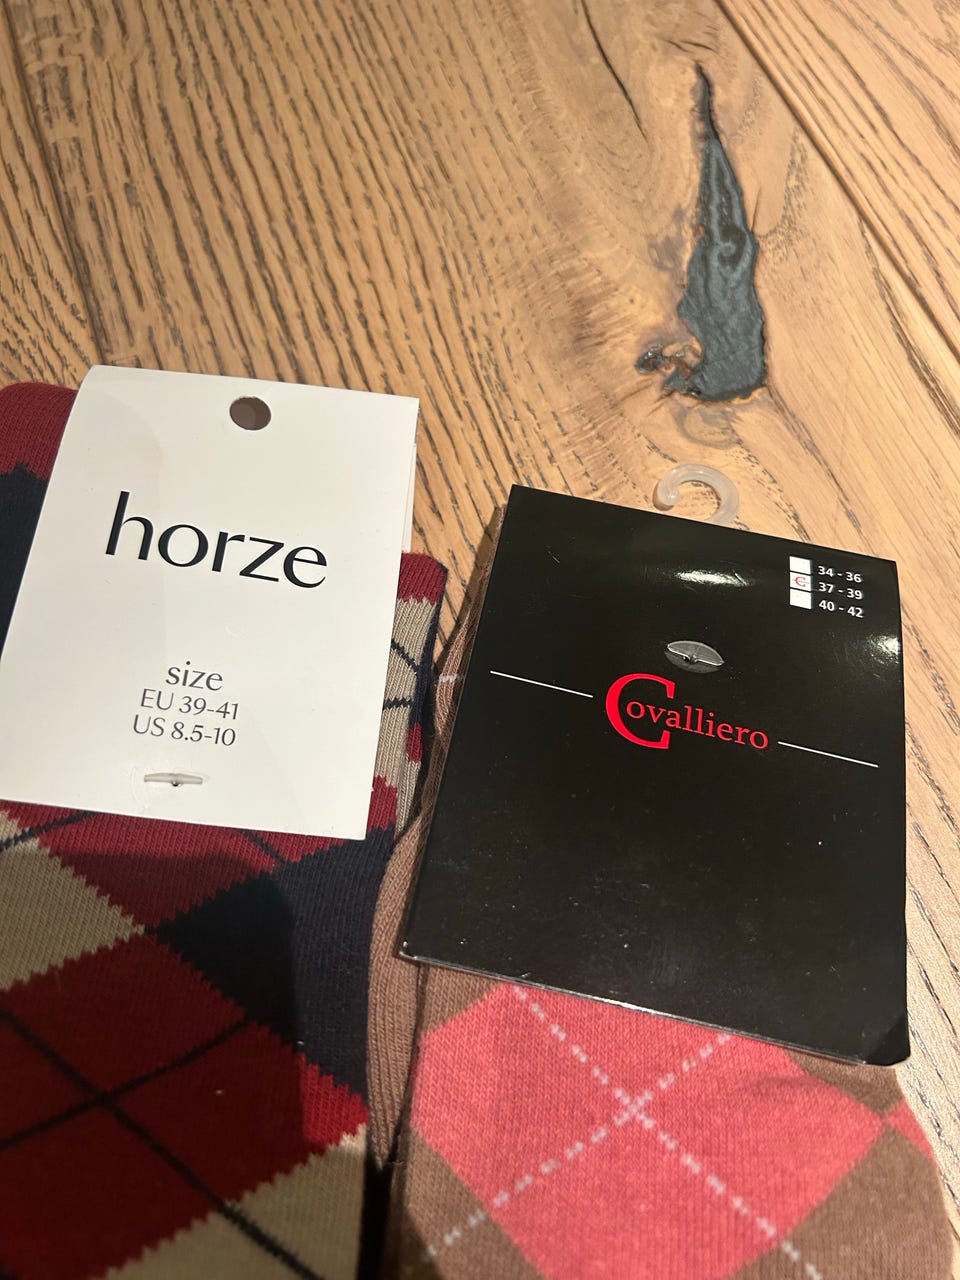 horze
size
EU 39-41
US 8.5-10
34 - 36
37 - 39
40 - 42
Covalliero